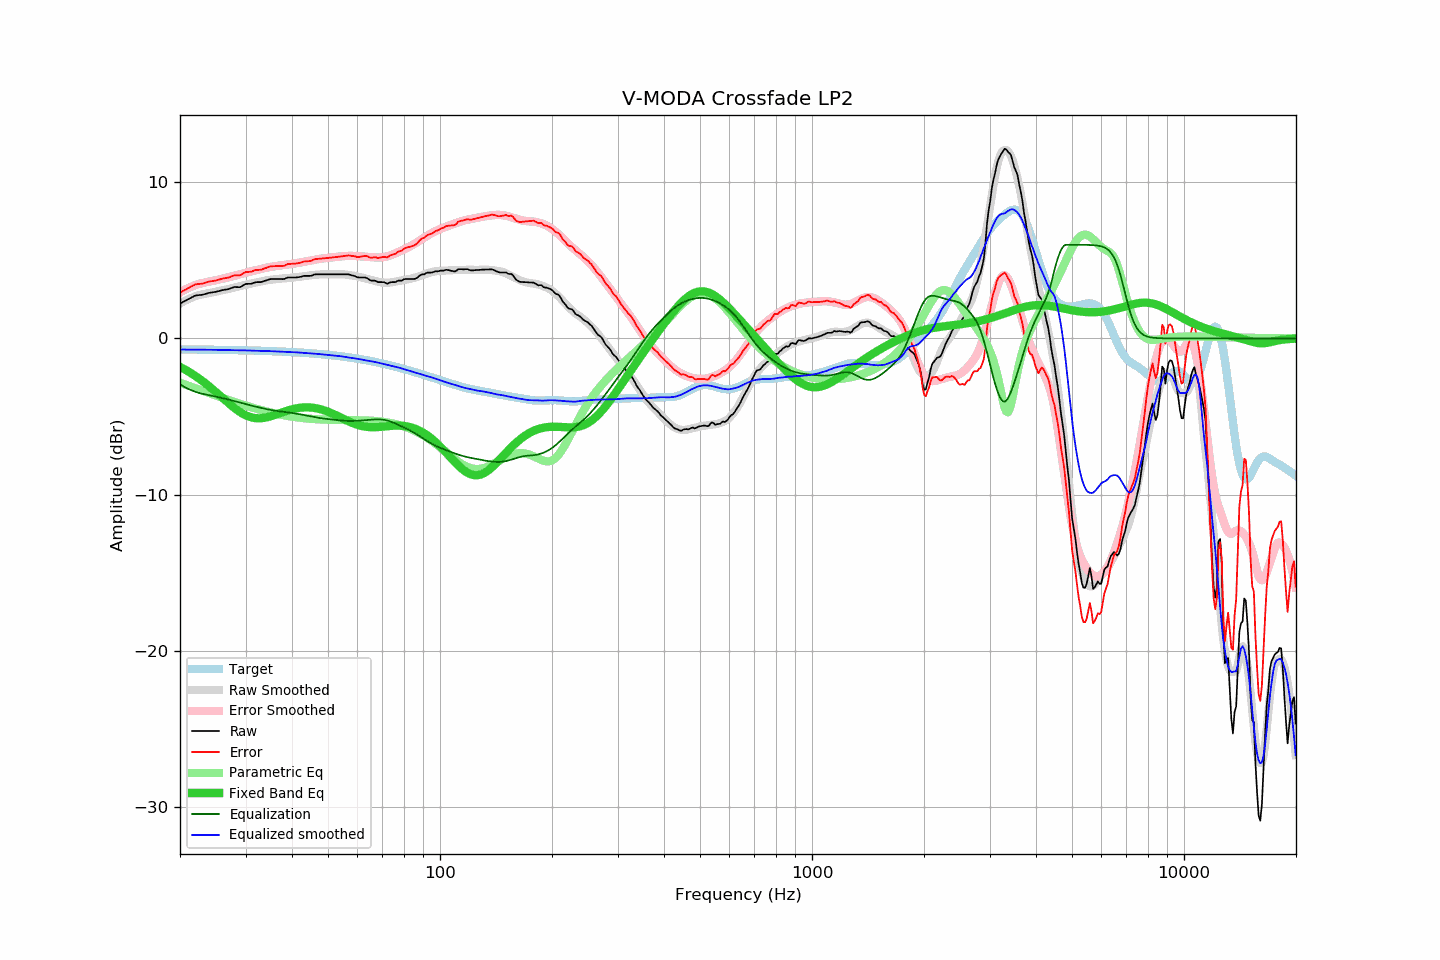 V-MODA Crossfade LP2
10
0
−10
−20
−30
Amplitude (dBr)
Target
Raw Smoothed
Error Smoothed
Raw
Error
Parametric Eq
Fixed Band Eq
Equalization
Equalized smoothed
100
1000
10000
Frequency (Hz)